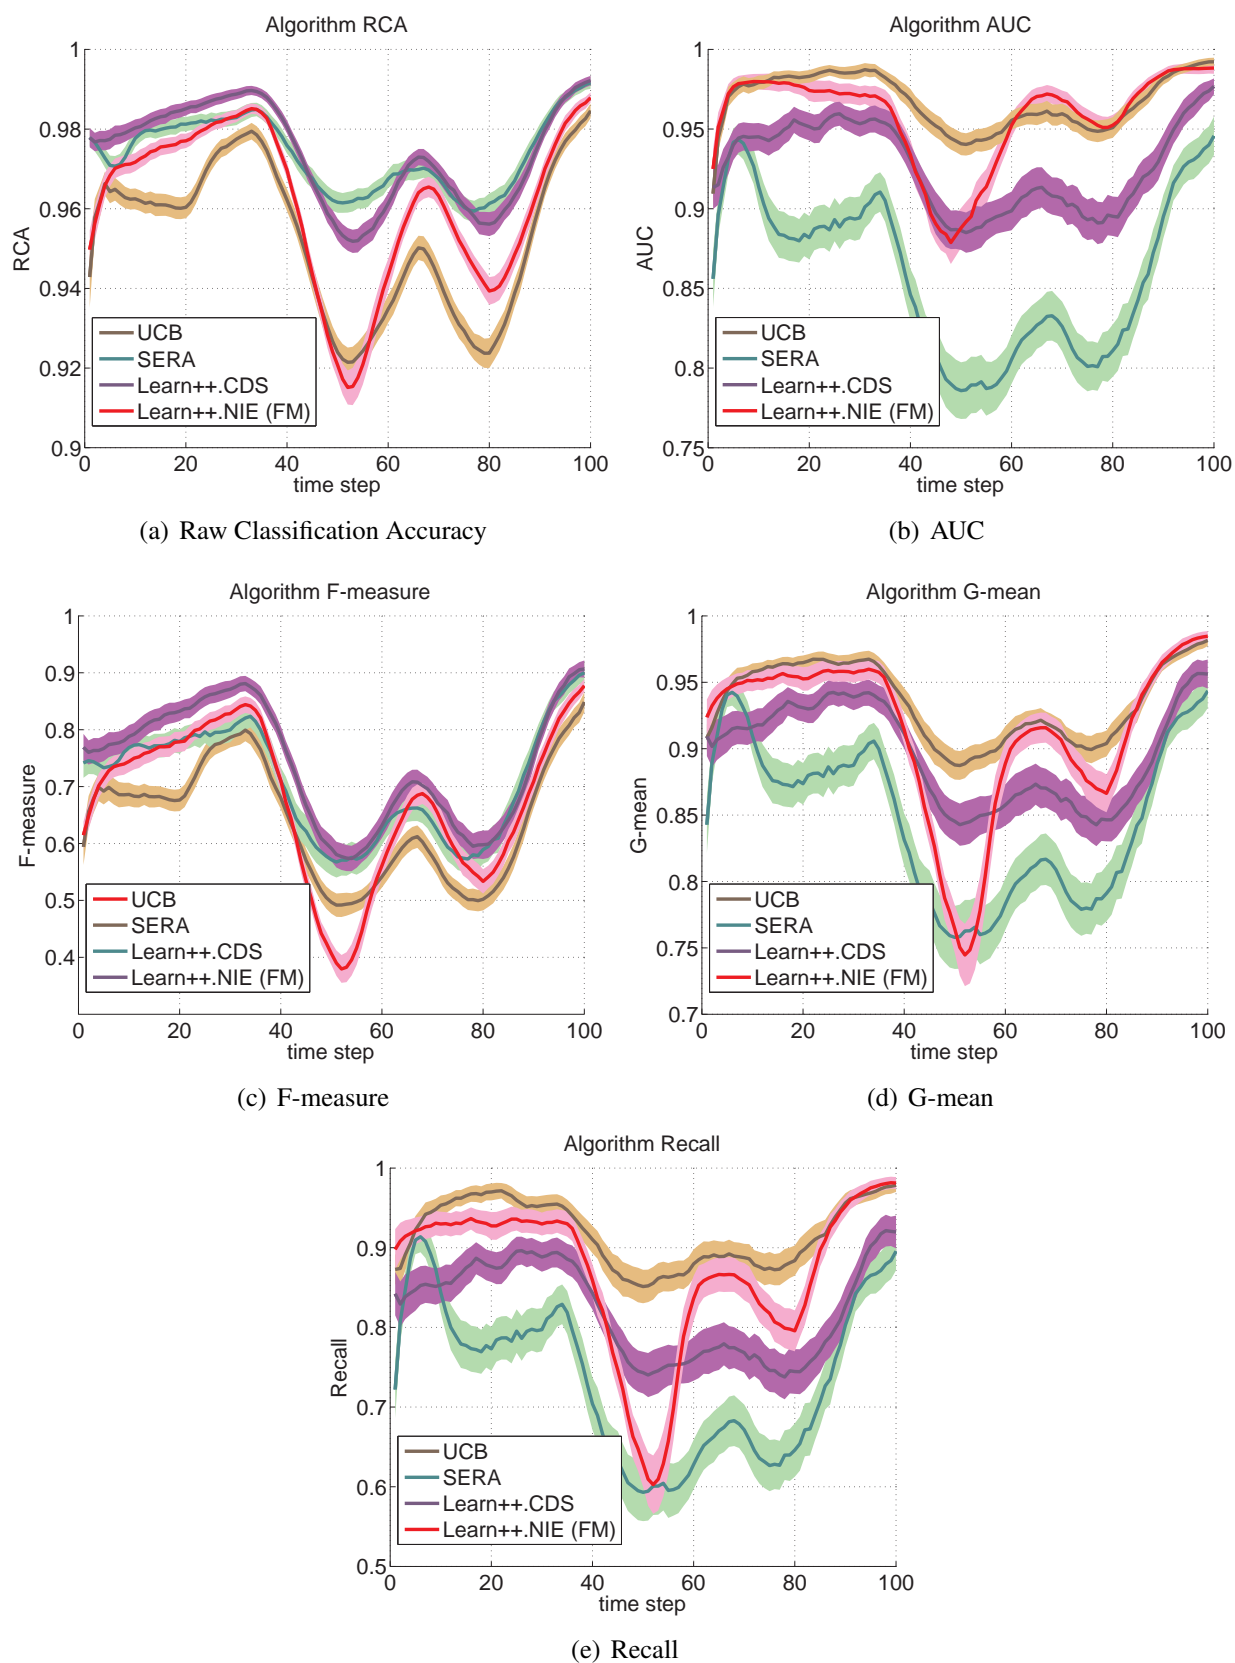 Algorithm RCA
1
0.98
0.96
0.94
0.92
0.9
RCA
UCB
SERA
Learn++.CDS
Learn++.NIE (FM)
0 20 40 60 80 100
time step
(a) Raw Classification Accuracy
Algorithm AUC
1
0.95
0.9
0.85
0.8
0.75
AUC
UCB
SERA
Learn++.CDS
Learn++.NIE (FM)
0 20 40 60 80 100
time step
(b) AUC
Algorithm F-measure
1
0.9
0.8
0.7
0.6
0.5
0.4
F-measure
UCB
SERA
Learn++.CDS
Learn++.NIE (FM)
0 20 40 60 80 100
time step
(c) F-measure
Algorithm G-mean
1
0.95
0.9
0.85
0.8
0.75
0.7
G-mean
UCB
SERA
Learn++.CDS
Learn++.NIE (FM)
0 20 40 60 80 100
time step
(d) G-mean
Algorithm Recall
1
0.9
0.8
0.7
0.6
0.5
Recall
UCB
SERA
Learn++.CDS
Learn++.NIE (FM)
0 20 40 60 80 100
time step
(e) Recall